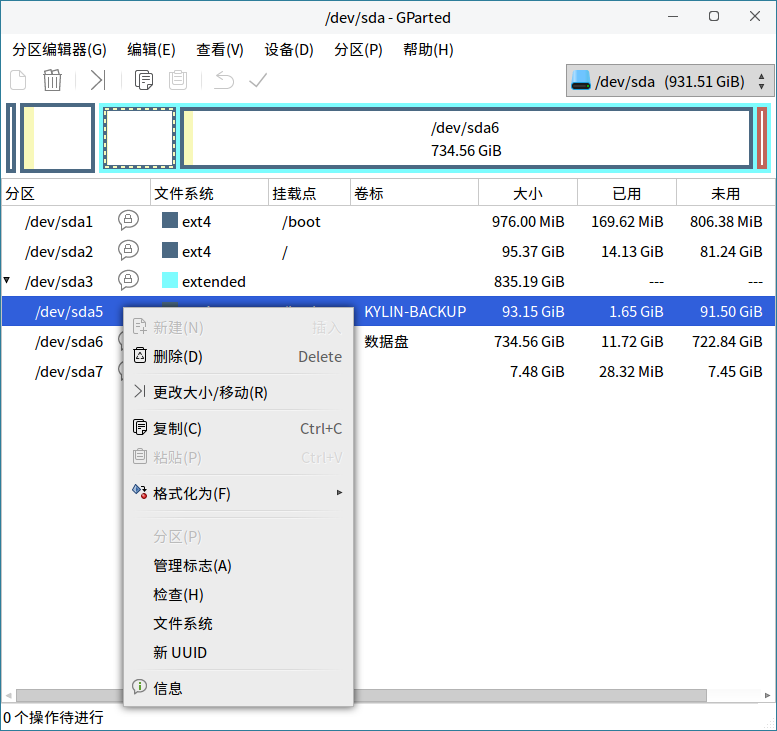 /dev/sda - GParted
分区编辑器(G) 编辑(E) 查看(V) 设备(D) 分区(P) 帮助(H)
/dev/sda (931.51 GiB)
/dev/sda6
734.56 GiB
分区 文件系统 挂载点 卷标 大小 已用 未用
/dev/sda1 ext4 /boot 976.00 MiB 169.62 MiB 806.38 MiB
/dev/sda2 ext4 / 95.37 GiB 14.13 GiB 81.24 GiB
/dev/sda3 extended 835.19 GiB --- ---
/dev/sda5 KYLIN-BACKUP 93.15 GiB 1.65 GiB 91.50 GiB
/dev/sda6 数据盘 734.56 GiB 11.72 GiB 722.84 GiB
/dev/sda7 7.48 GiB 28.32 MiB 7.45 GiB
新建(N) 插入
删除(D) Delete
更改大小/移动(R)
复制(C) Ctrl+C
粘贴(P) Ctrl+V
格式化为(F)
分区(P)
管理标志(A)
检查(H)
文件系统
新 UUID
信息
0 个操作待进行